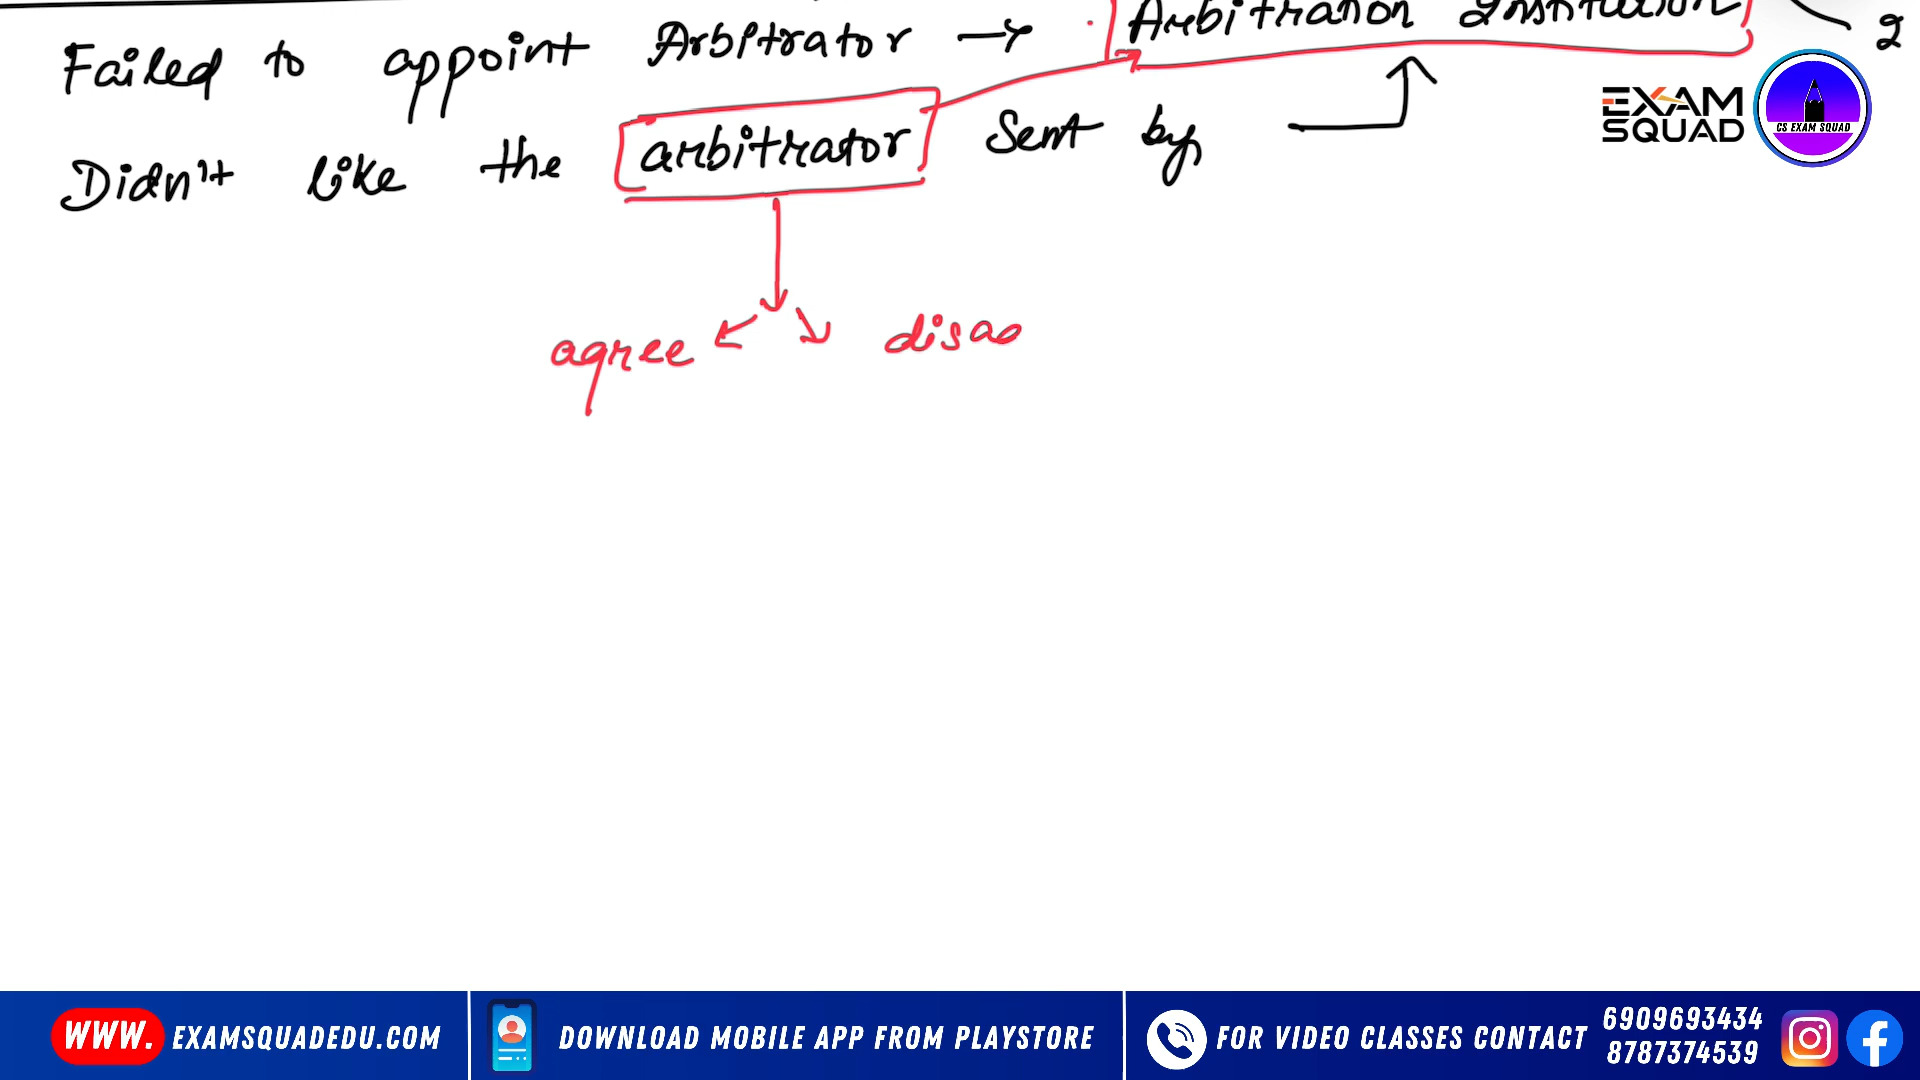 Failed to appoint Arbitrator → Arbitration Institution 2
Didn't like the arbitrator sent by
agree disag
EXAM
SQUAD
CS EXAM SQUAD
WWW. EXAMSQUADEDU.COM
DOWNLOAD MOBILE APP FROM PLAYSTORE
FOR VIDEO CLASSES CONTACT
6909693434
8787374539